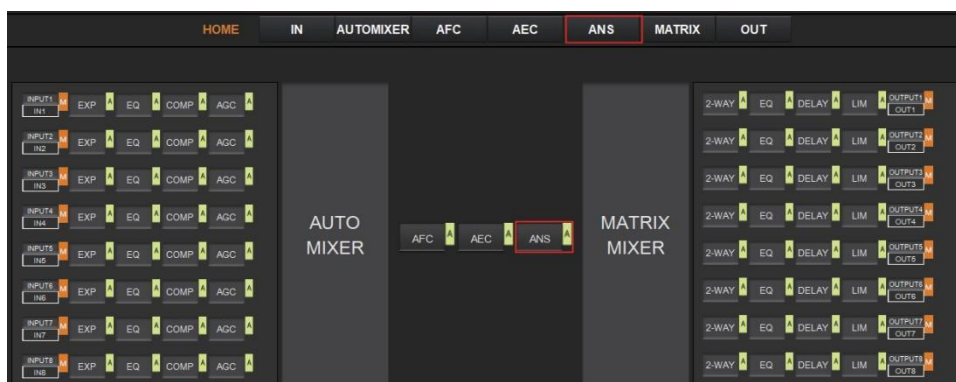 HOME IN AUTOMIXER AFC AEC ANS MATRIX OUT
INPUT1 M EXP A EQ A COMP A AGC A
IN1
INPUT2 M EXP A EQ A COMP A AGC A
IN2
INPUT3 M EXP A EQ A COMP A AGC A
IN3
INPUT4 M EXP A EQ A COMP A AGC A
IN4
INPUT5 M EXP A EQ A COMP A AGC A
IN5
INPUT6 M EXP A EQ A COMP A AGC A
IN6
INPUT7 M EXP A EQ A COMP A AGC A
IN7
INPUT8 M EXP A EQ A COMP A AGC A
IN8
AUTO
MIXER
AFC A AEC A ANS A
MATRIX
MIXER
2-WAY A EQ A DELAY A LIM A OUTPUT1 M
OUT1
2-WAY A EQ A DELAY A LIM A OUTPUT2 M
OUT2
2-WAY A EQ A DELAY A LIM A OUTPUT3 M
OUT3
2-WAY A EQ A DELAY A LIM A OUTPUT4 M
OUT4
2-WAY A EQ A DELAY A LIM A OUTPUT5 M
OUT5
2-WAY A EQ A DELAY A LIM A OUTPUT6 M
OUT6
2-WAY A EQ A DELAY A LIM A OUTPUT7 M
OUT7
2-WAY A EQ A DELAY A LIM A OUTPUT8 M
OUT8